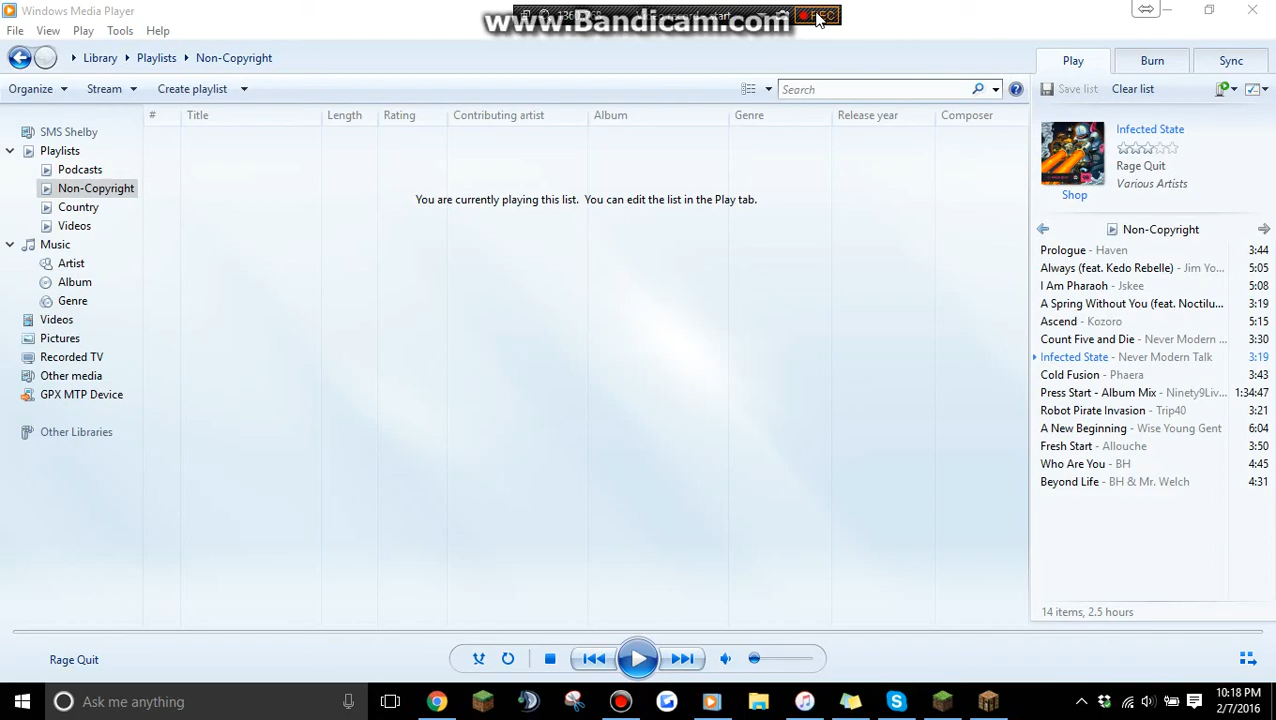 Windows Media Player
www.Bandicam.com
REC
File View Play Tools Help
Library Playlists Non-Copyright
Play Burn Sync
Organize Stream Create playlist
Search
Save list Clear list
# Title Length Rating Contributing artist Album Genre Release year Composer
SMS Shelby
Playlists
Podcasts
Non-Copyright
Country
Videos
Music
Artist
Album
Genre
Videos
Pictures
Recorded TV
Other media
GPX MTP Device
Other Libraries
You are currently playing this list. You can edit the list in the Play tab.
Infected State
Rage Quit
Various Artists
Shop
Non-Copyright
Prologue - Haven 3:44
Always (feat. Kedo Rebelle) - Jim Yo... 5:05
I Am Pharaoh - Jskee 5:08
A Spring Without You (feat. Noctilu... 3:19
Ascend - Kozoro 5:15
Count Five and Die - Never Modern ... 3:30
Infected State - Never Modern Talk 3:19
Cold Fusion - Phaera 3:43
Press Start - Album Mix - Ninety9Liv... 1:34:47
Robot Pirate Invasion - Trip40 3:21
A New Beginning - Wise Young Gent 6:04
Fresh Start - Allouche 3:50
Who Are You - BH 4:45
Beyond Life - BH & Mr. Welch 4:31
14 items, 2.5 hours
Rage Quit
Ask me anything
10:18 PM
2/7/2016